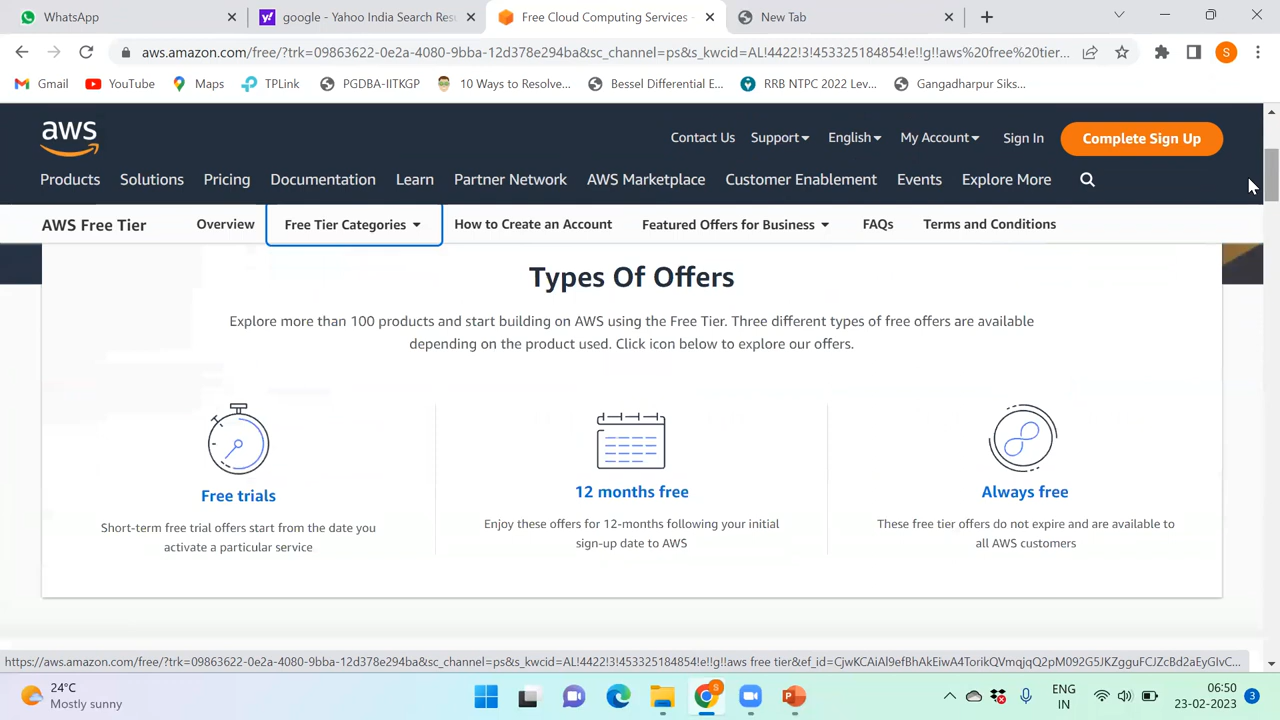 WhatsApp
google - Yahoo India Search Resu
Free Cloud Computing Services -
New Tab
aws.amazon.com/free/?trk=09863622-0e2a-4080-9bba-12d378e294ba&sc_channel=ps&s_kwcid=AL!4422!3!453325184854!e!!g!!aws%20free%20tier...
S
Gmail
YouTube
Maps
TPLink
PGDBA-IITKGP
10 Ways to Resolve...
Bessel Differential E...
RRB NTPC 2022 Lev...
Gangadharpur Siks...
aws
Contact Us
Support
English
My Account
Sign In
Complete Sign Up
Products
Solutions
Pricing
Documentation
Learn
Partner Network
AWS Marketplace
Customer Enablement
Events
Explore More
AWS Free Tier
Overview
Free Tier Categories
How to Create an Account
Featured Offers for Business
FAQs
Terms and Conditions
Types Of Offers
Explore more than 100 products and start building on AWS using the Free Tier. Three different types of free offers are available
depending on the product used. Click icon below to explore our offers.
Free trials
Short-term free trial offers start from the date you
activate a particular service
12 months free
Enjoy these offers for 12-months following your initial
sign-up date to AWS
Always free
These free tier offers do not expire and are available to
all AWS customers
24°C
Mostly sunny
S
ENG
IN
06:50
23-02-2023
3